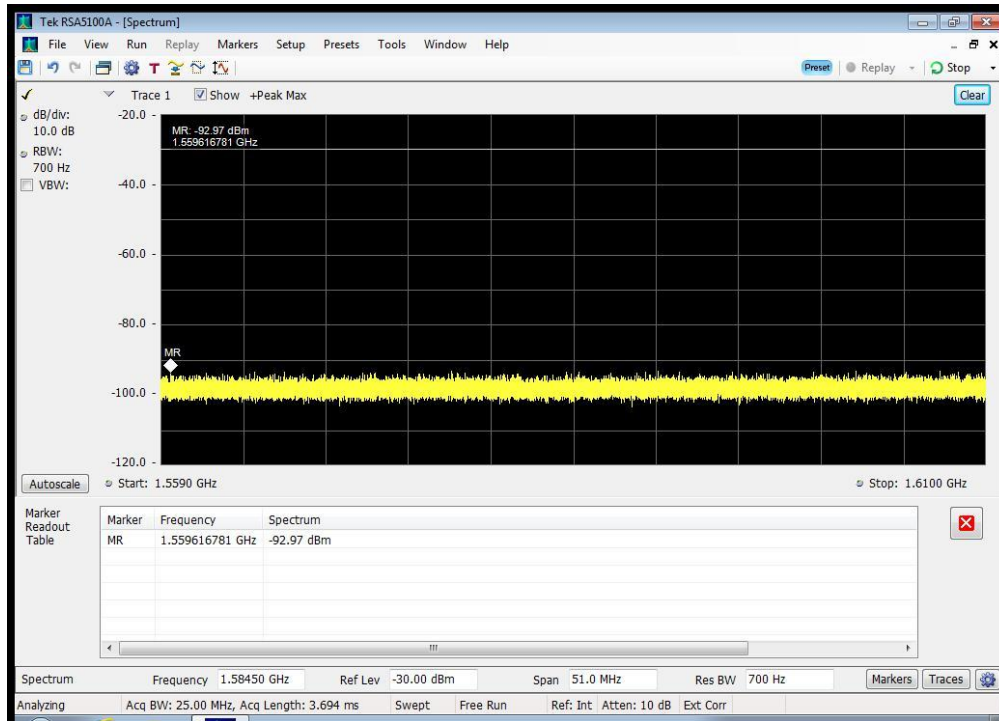 Tek RSA5100A - [Spectrum]
File View Run Replay Markers Setup Presets Tools Window Help
Preset Replay Stop
Trace 1 Show +Peak Max Clear
dB/div:
10.0 dB
RBW:
700 Hz
VBW:
-20.0
MR: -92.97 dBm
1.559616781 GHz
-40.0
-60.0
-80.0
MR
-100.0
-120.0
Autoscale Start: 1.5590 GHz Stop: 1.6100 GHz
Marker
Readout
Table
Marker Frequency Spectrum
MR 1.559616781 GHz -92.97 dBm
Spectrum Frequency 1.58450 GHz Ref Lev -30.00 dBm Span 51.0 MHz Res BW 700 Hz Markers Traces
Analyzing Acq BW: 25.00 MHz, Acq Length: 3.694 ms Swept Free Run Ref: Int Atten: 10 dB Ext Corr